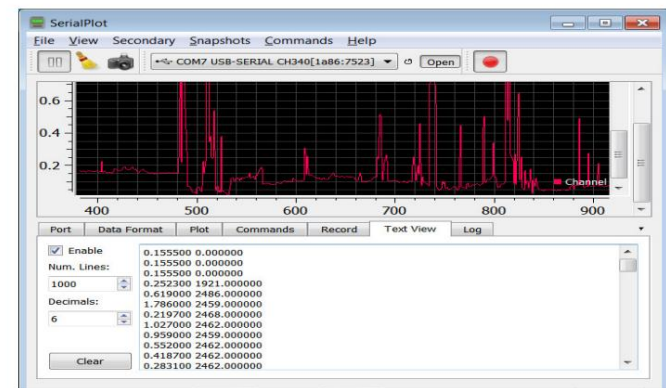 SerialPlot
File View Secondary Snapshots Commands Help
COM7 USB-SERIAL CH340[1a86:7523] Open
0.6
0.4
0.2
Channel
400 500 600 700 800 900
Port Data Format Plot Commands Record Text View Log
Enable
Num. Lines:
1000
Decimals:
6
Clear
0.155500 0.000000
0.155500 0.000000
0.155500 0.000000
0.252300 1921.000000
0.619000 2486.000000
1.786000 2459.000000
0.219700 2468.000000
1.027000 2462.000000
0.959000 2459.000000
0.552000 2462.000000
0.418700 2462.000000
0.283100 2462.000000